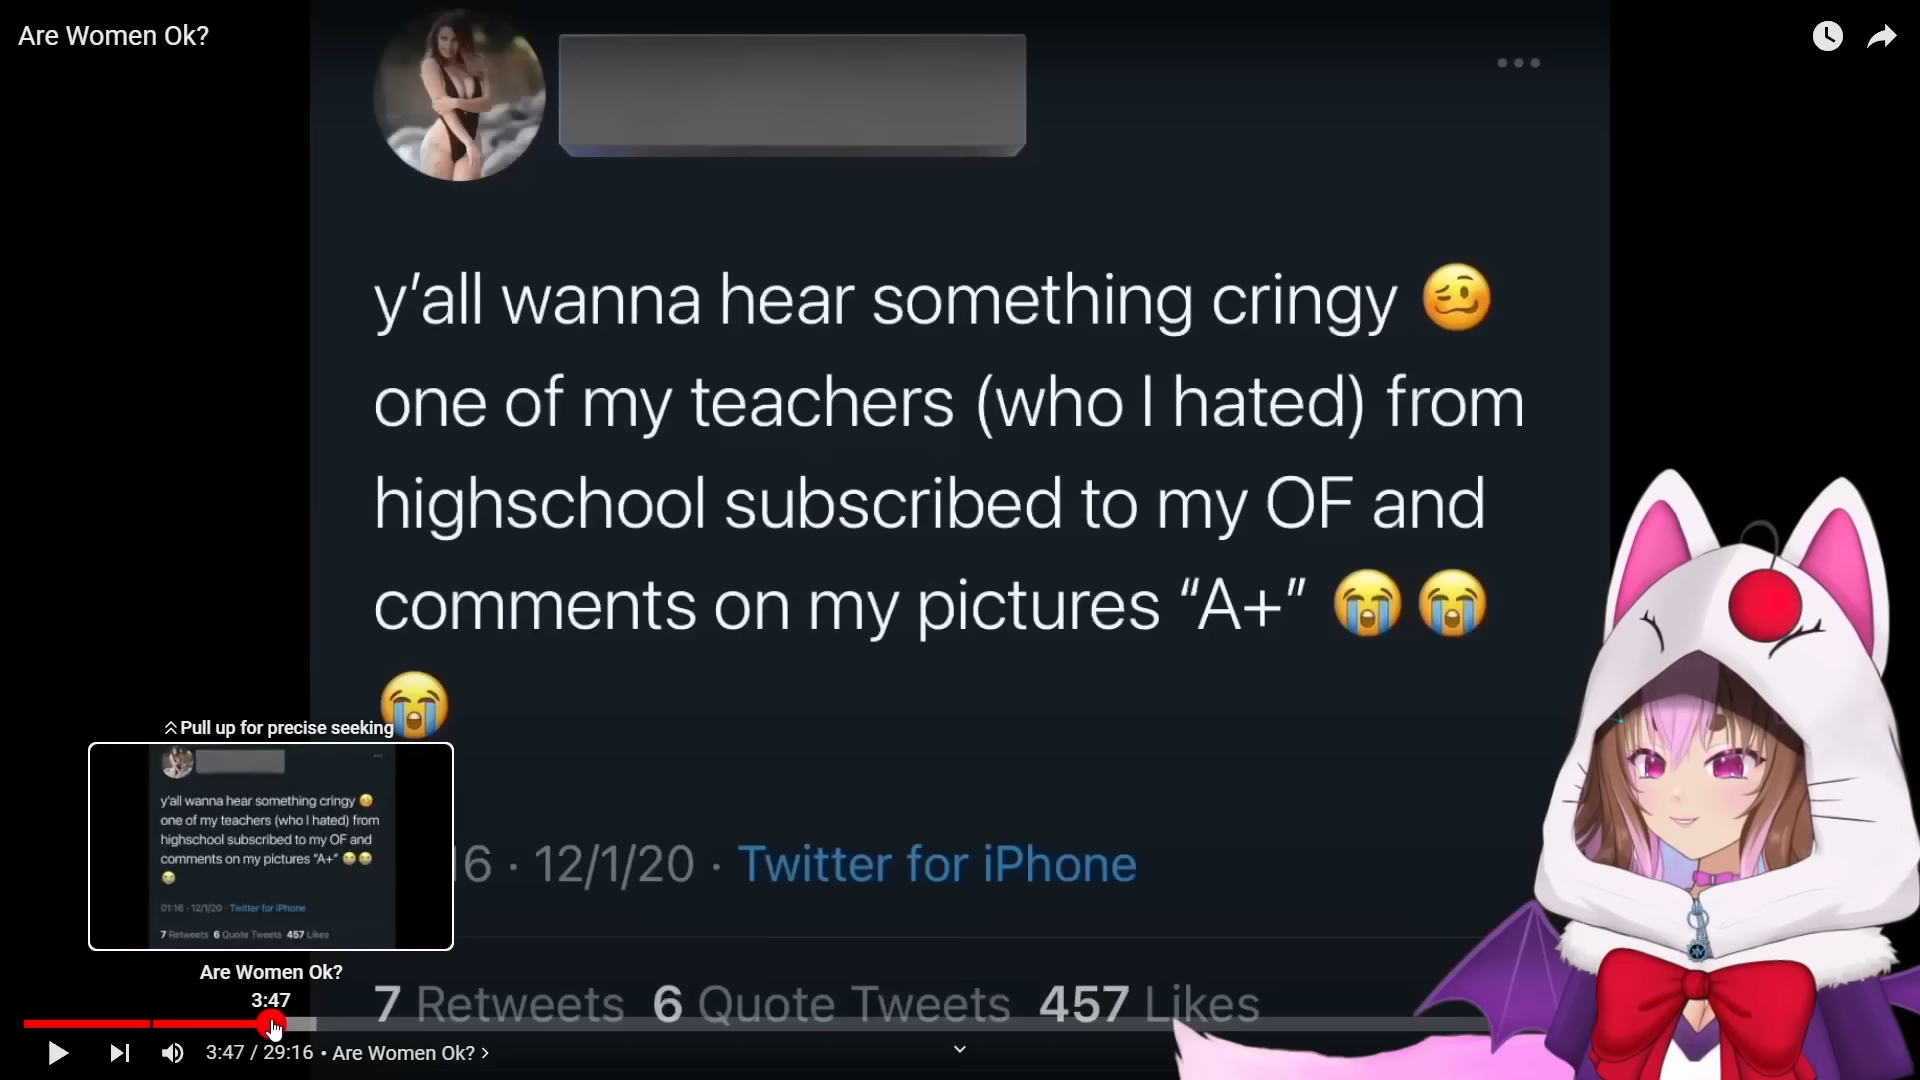 Are Women Ok?
y’all wanna hear something cringy 🥴
one of my teachers (who I hated) from
highschool subscribed to my OF and
comments on my pictures “A+” 😭😭
😭
Pull up for precise seeking
y'all wanna hear something cringy 🥴
one of my teachers (who I hated) from
highschool subscribed to my OF and
comments on my pictures "A+" 😭😭
😭
01:16 · 12/1/20 · Twitter for iPhone
7 Retweets 6 Quote Tweets 457 Likes
16 · 12/1/20 · Twitter for iPhone
Are Women Ok?
3:47
7 Retweets 6 Quote Tweets 457 Likes
3:47 / 29:16 • Are Women Ok? >